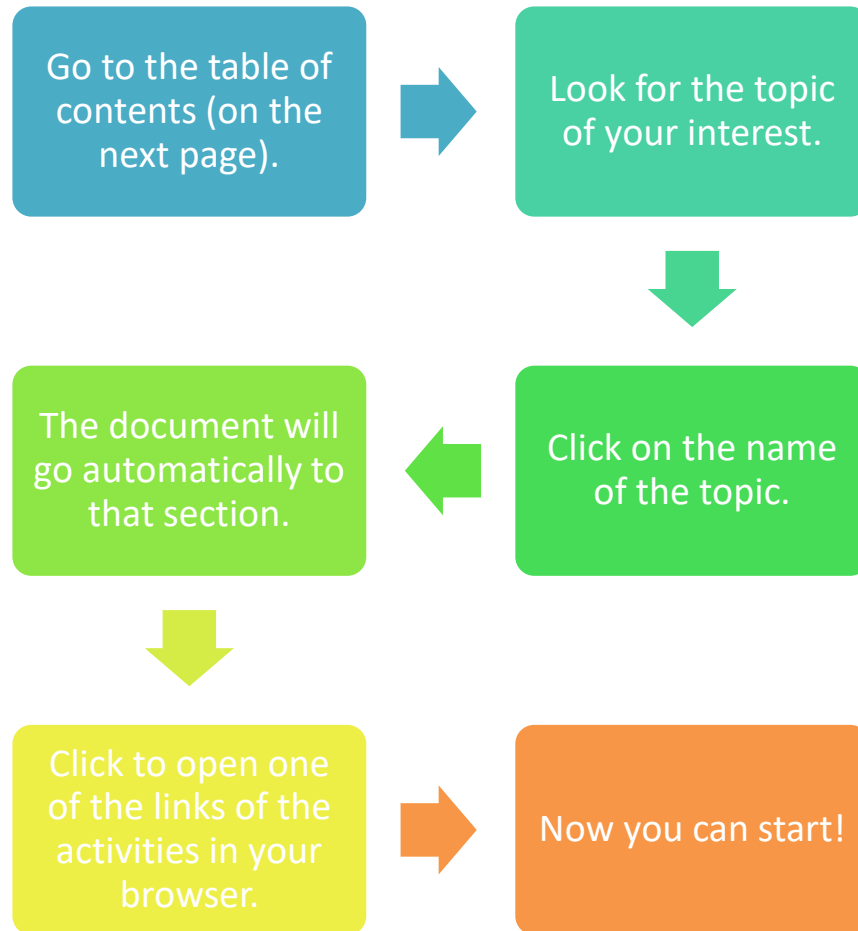 Go to the table of
contents (on the
next page).
Look for the topic
of your interest.
Click on the name
of the topic.
The document will
go automatically to
that section.
Click to open one
of the links of the
activities in your
browser.
Now you can start!